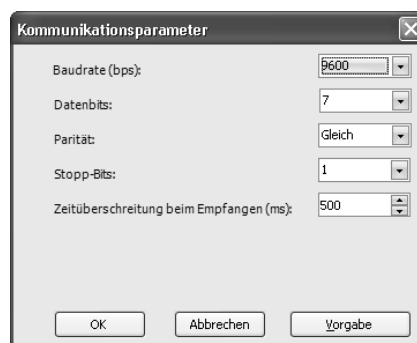 Kommunikationsparameter
Baudrate (bps): 9600
Datenbits: 7
Parität: Gleich
Stopp-Bits: 1
Zeitüberschreitung beim Empfangen (ms): 500
OK Abbrechen Vorgabe